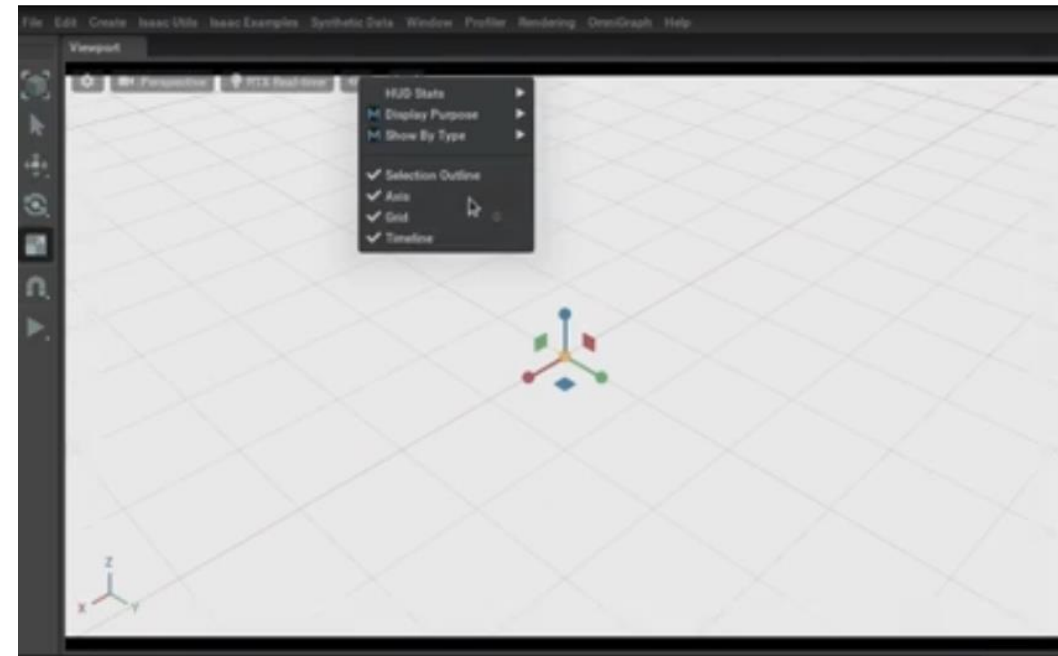 File Edit Create Isaac Utils Isaac Examples Synthetic Data Window Profiler Rendering OmniGraph Help
Viewport
Perspective RTX Real-time
HUD Stats
Display Purpose
Show By Type
Selection Outline
Axis
Grid
Timeline
Z
X Y